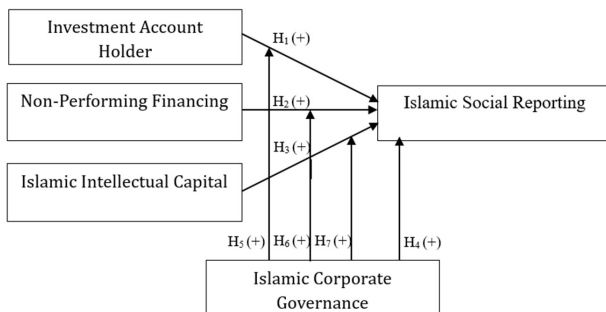 Investment Account
Holder
H1 (+)
Non-Performing Financing
H2 (+)
Islamic Social Reporting
Islamic Intellectual Capital
H3 (+)
H5 (+) H6 (+) H7 (+) H4 (+)
Islamic Corporate
Governance